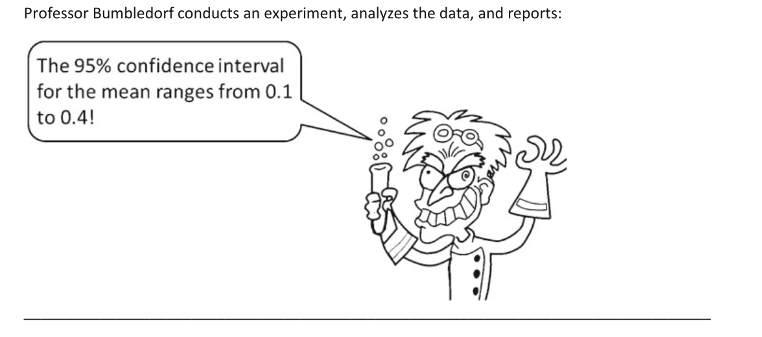 Professor Bumbledorf conducts an experiment, analyzes the data, and reports:
The 95% confidence interval
for the mean ranges from 0.1
to 0.4!